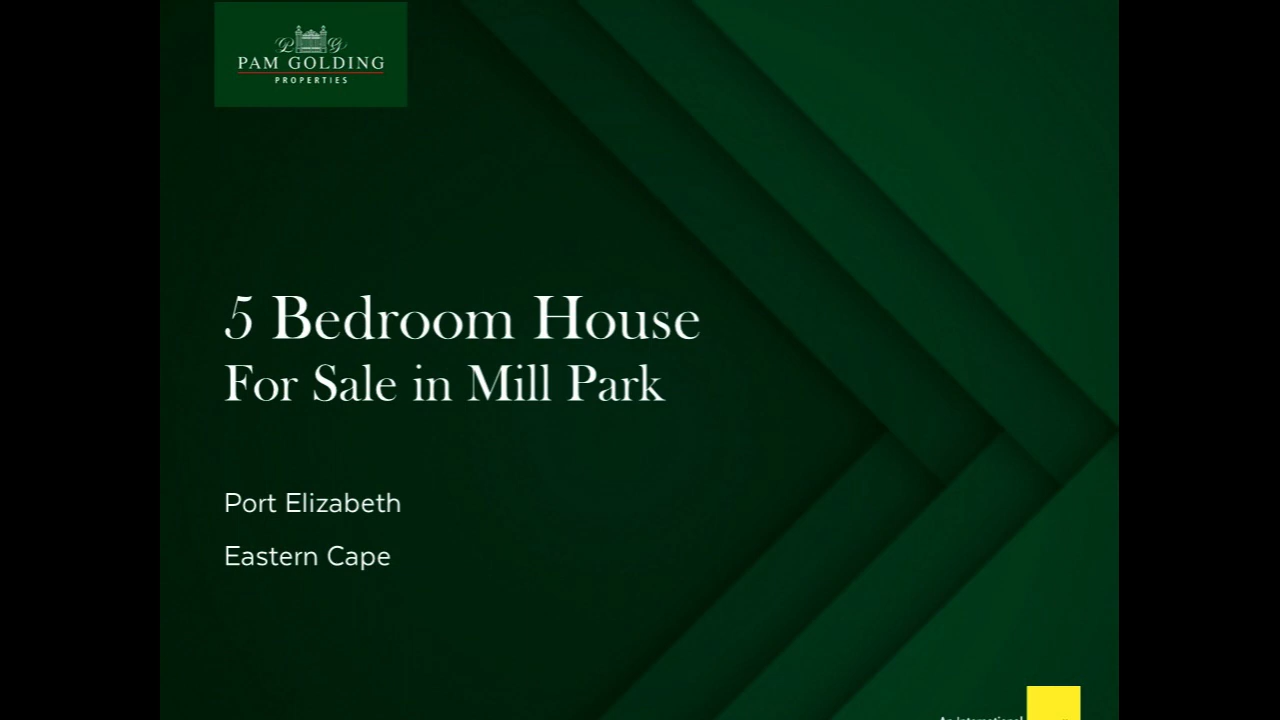 PAM GOLDING
PROPERTIES
5 Bedroom House
For Sale in Mill Park
Port Elizabeth
Eastern Cape